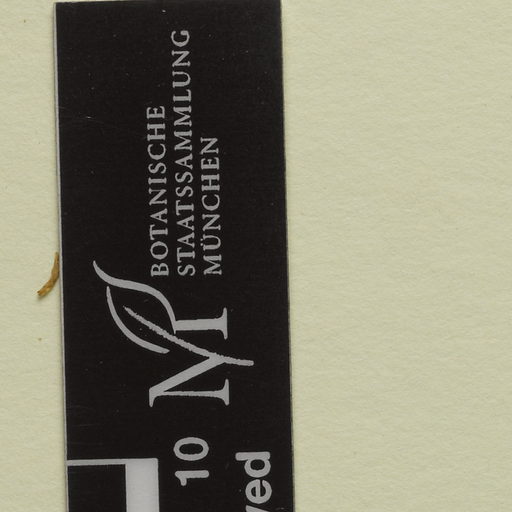 BOTANISCHE
STAATSSAMMLUNG
MÜNCHEN
M
10